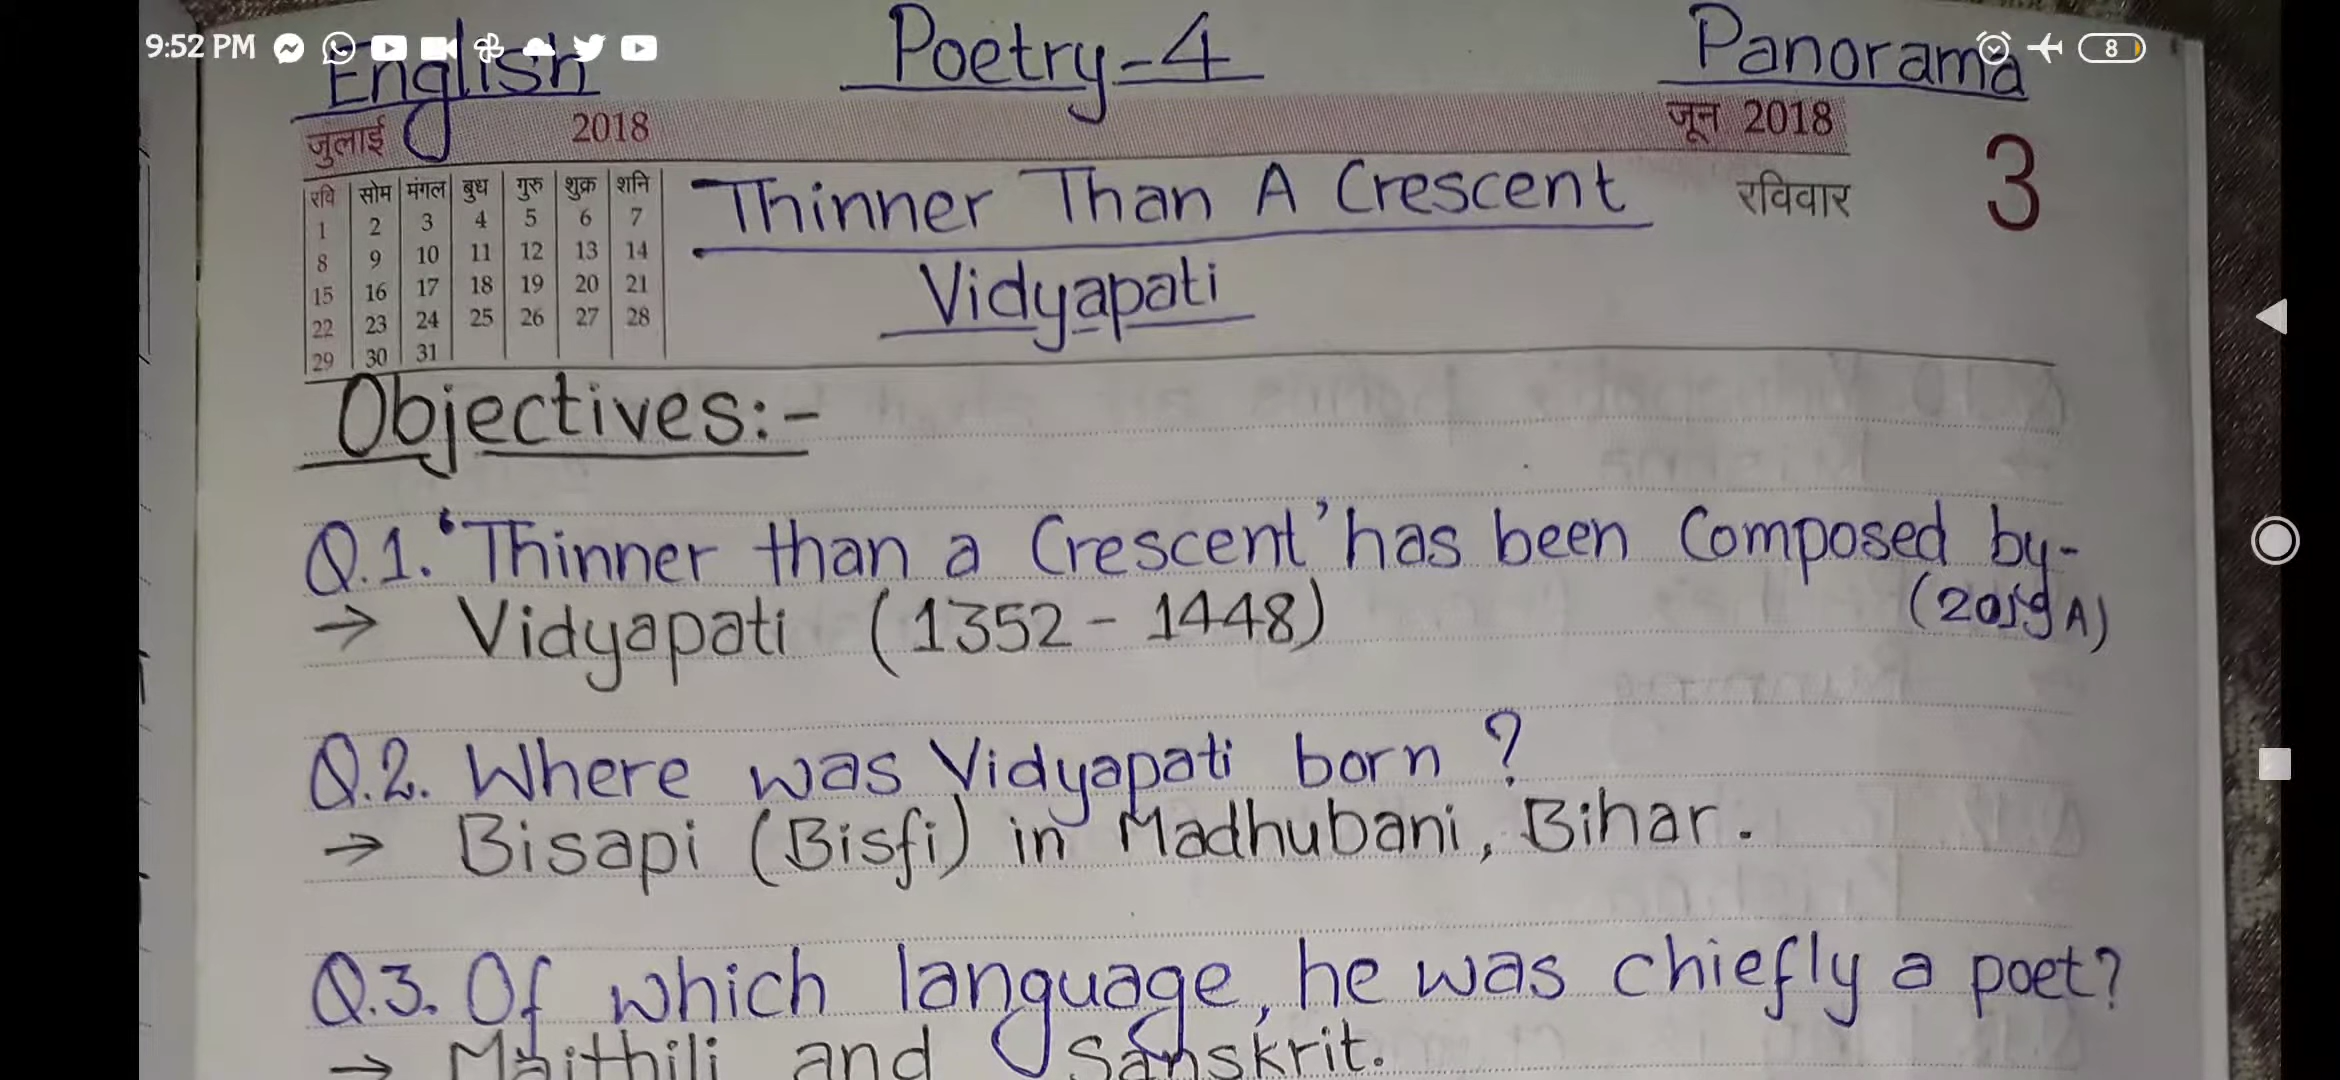 9:52 PM
8
English Poetry-4 Panorama
जुलाई 2018 जून 2018
रवि सोम मंगल बुध गुरु शुक्र शनि
1 2 3 4 5 6 7
8 9 10 11 12 13 14
15 16 17 18 19 20 21
22 23 24 25 26 27 28
29 30 31
Thinner Than A Crescent
रविवार 3
Vidyapati
Objectives:-
Q.1. 'Thinner than a Crescent' has been Composed by-
→ Vidyapati (1352 - 1448) (2019A)
Q.2. Where was Vidyapati born ?
→ Bisapi (Bisfi) in Madhubani, Bihar.
Q.3. Of which language, he was chiefly a poet?
→ Maithili and Sanskrit.